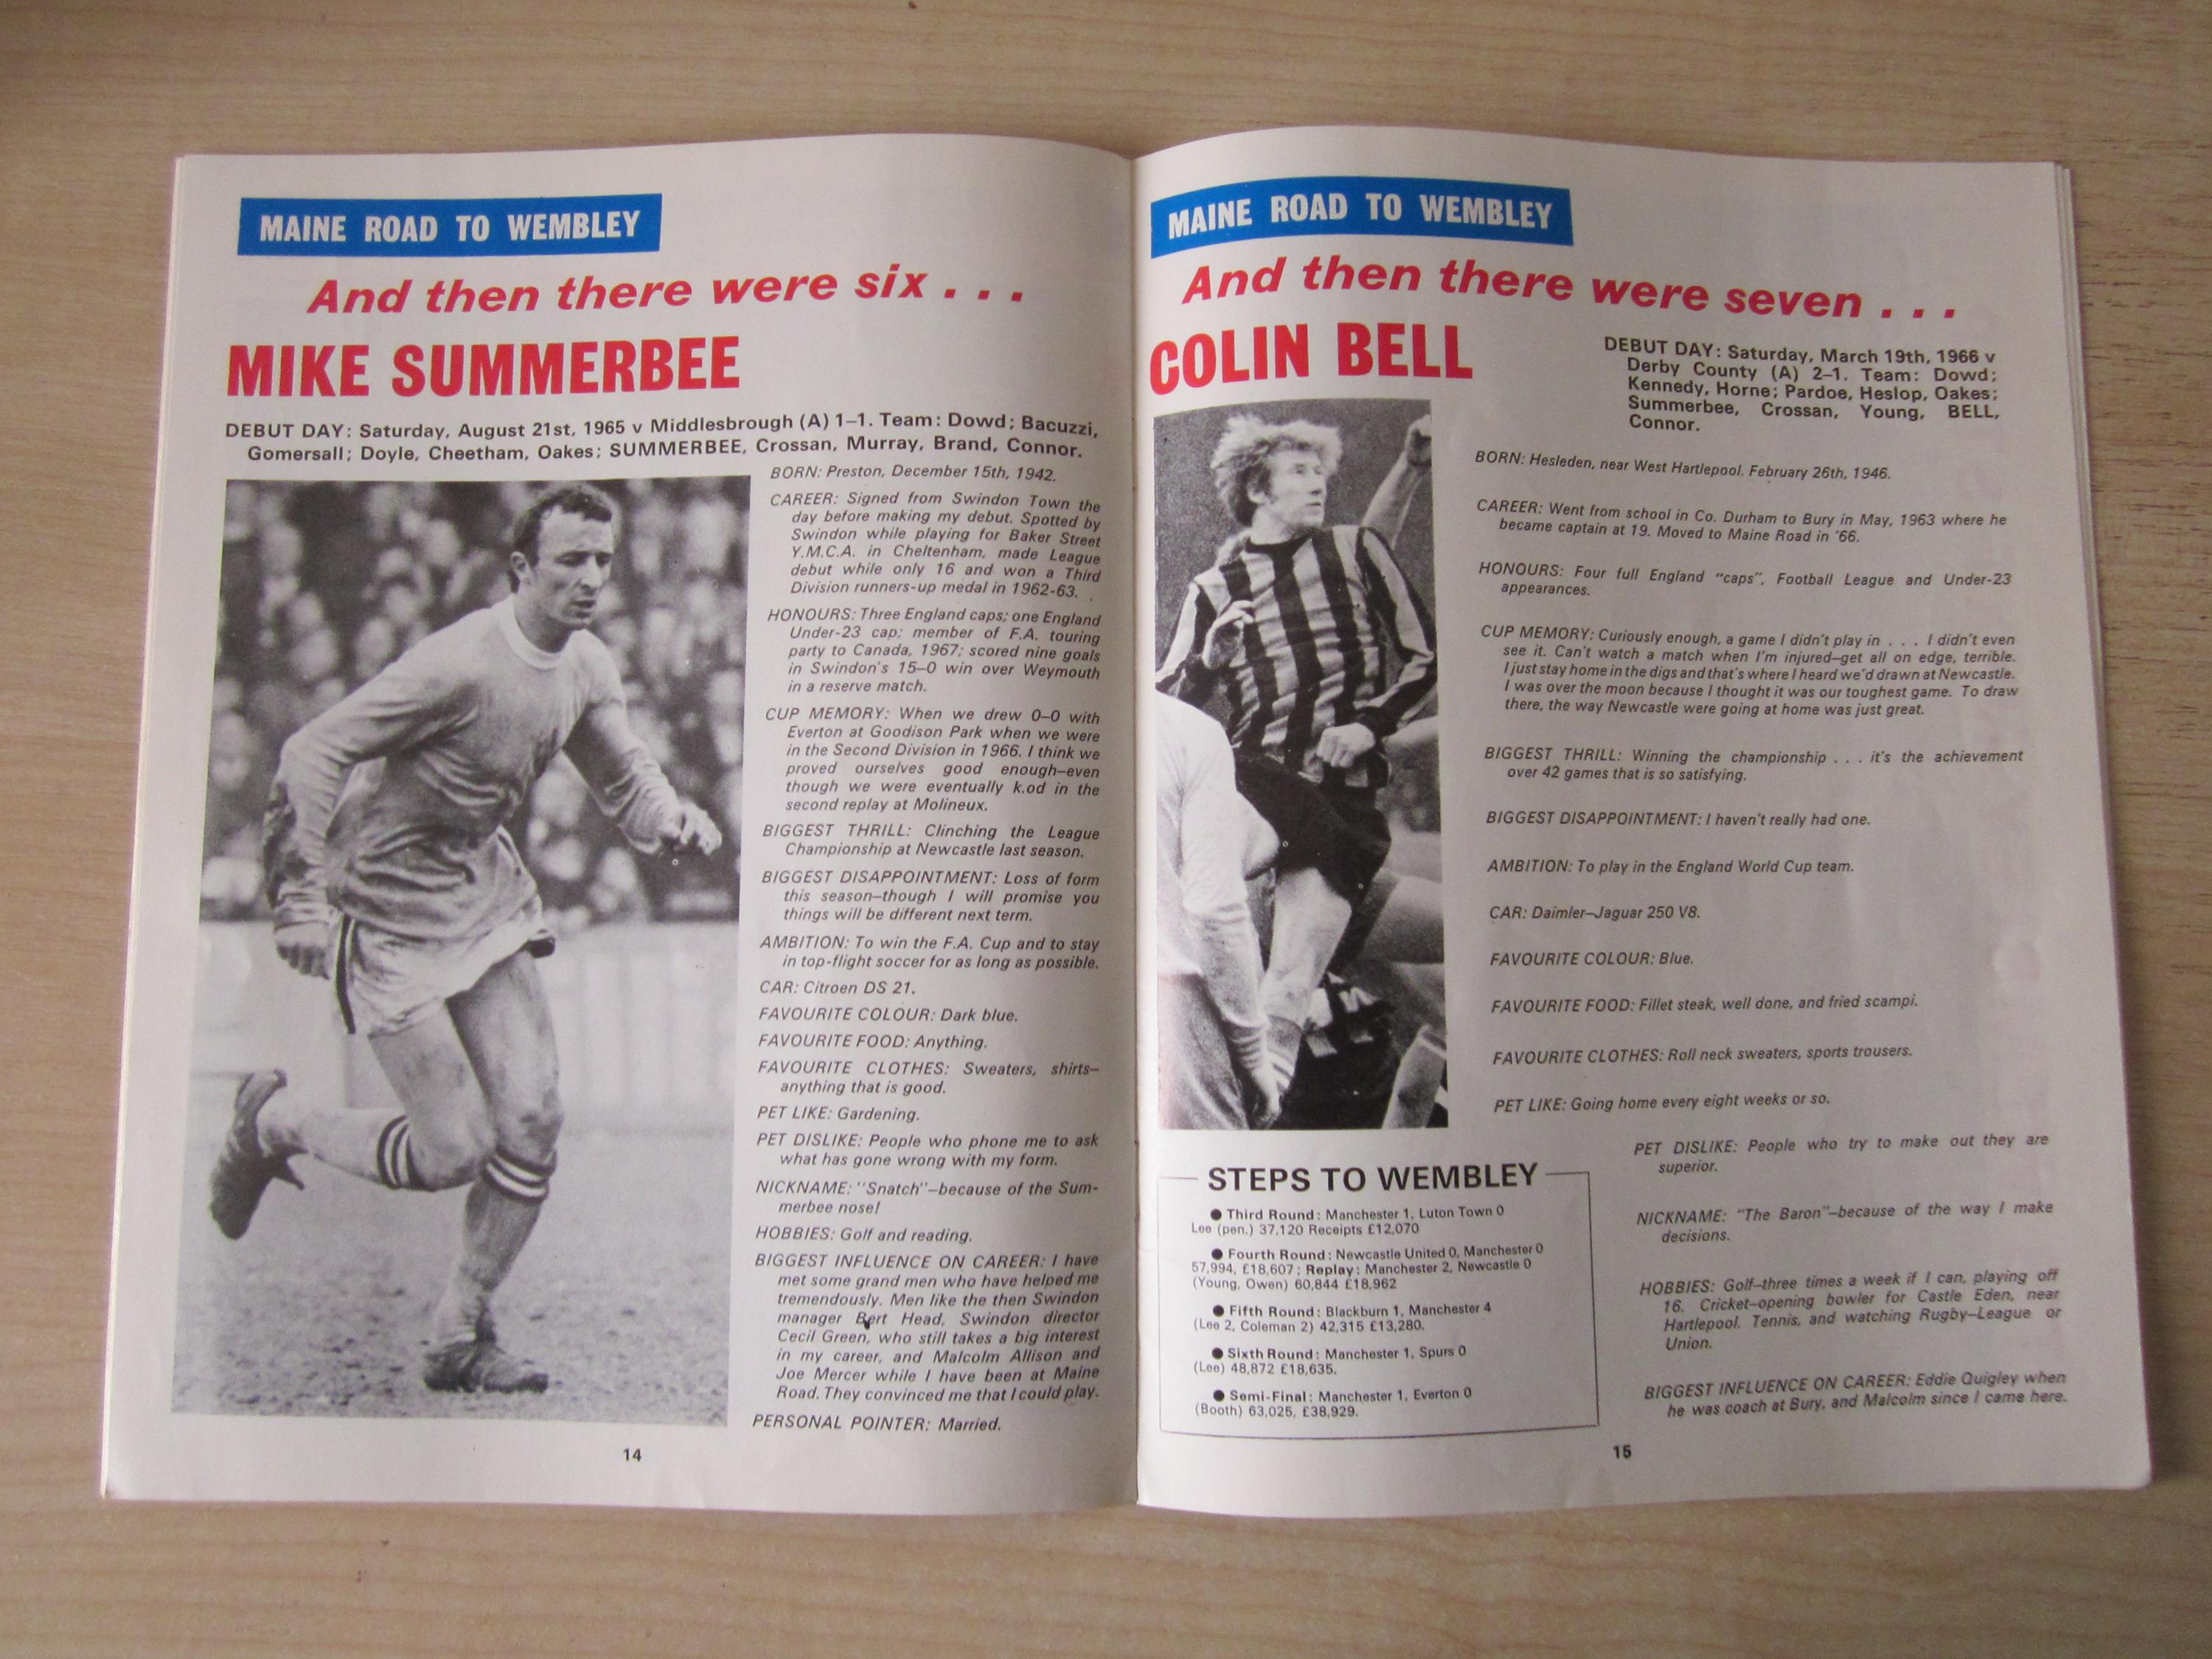 MAINE ROAD TO WEMBLEY
And then there were six . . .
MIKE SUMMERBEE
DEBUT DAY: Saturday, August 21st, 1965 v Middlesbrough (A) 1–1. Team: Dowd; Bacuzzi,
Gomersall; Doyle, Cheetham, Oakes; SUMMERBEE, Crossan, Murray, Brand, Connor.
BORN: Preston, December 15th, 1942.
CAREER: Signed from Swindon Town the
day before making my debut. Spotted by
Swindon while playing for Baker Street
Y.M.C.A. in Cheltenham, made League
debut while only 16 and won a Third
Division runners-up medal in 1962-63.
HONOURS: Three England caps; one England
Under-23 cap; member of F.A. touring
party to Canada, 1967; scored nine goals
in Swindon's 15–0 win over Weymouth
in a reserve match.
CUP MEMORY: When we drew 0–0 with
Everton at Goodison Park when we were
in the Second Division in 1966. I think we
proved ourselves good enough–even
though we were eventually k.od in the
second replay at Molineux.
BIGGEST THRILL: Clinching the League
Championship at Newcastle last season.
BIGGEST DISAPPOINTMENT: Loss of form
this season–though I will promise you
things will be different next term.
AMBITION: To win the F.A. Cup and to stay
in top-flight soccer for as long as possible.
CAR: Citroen DS 21.
FAVOURITE COLOUR: Dark blue.
FAVOURITE FOOD: Anything.
FAVOURITE CLOTHES: Sweaters, shirts–
anything that is good.
PET LIKE: Gardening.
PET DISLIKE: People who phone me to ask
what has gone wrong with my form.
NICKNAME: "Snatch"–because of the Sum-
merbee nose!
HOBBIES: Golf and reading.
BIGGEST INFLUENCE ON CAREER: I have
met some grand men who have helped me
tremendously. Men like the then Swindon
manager Bert Head, Swindon director
Cecil Green, who still takes a big interest
in my career, and Malcolm Allison and
Joe Mercer while I have been at Maine
Road. They convinced me that I could play.
PERSONAL POINTER: Married.
14
MAINE ROAD TO WEMBLEY
And then there were seven . . .
COLIN BELL
DEBUT DAY: Saturday, March 19th, 1966 v
Derby County (A) 2–1. Team: Dowd;
Kennedy, Horne; Pardoe, Heslop, Oakes;
Summerbee, Crossan, Young, BELL,
Connor.
BORN: Hesleden, near West Hartlepool. February 26th, 1946.
CAREER: Went from school in Co. Durham to Bury in May, 1963 where he
became captain at 19. Moved to Maine Road in '66.
HONOURS: Four full England "caps", Football League and Under-23
appearances.
CUP MEMORY: Curiously enough, a game I didn't play in . . . I didn't even
see it. Can't watch a match when I'm injured–get all on edge, terrible.
I just stay home in the digs and that's where I heard we'd drawn at Newcastle.
I was over the moon because I thought it was our toughest game. To draw
there, the way Newcastle were going at home was just great.
BIGGEST THRILL: Winning the championship . . . it's the achievement
over 42 games that is so satisfying.
BIGGEST DISAPPOINTMENT: I haven't really had one.
AMBITION: To play in the England World Cup team.
CAR: Daimler–Jaguar 250 V8.
FAVOURITE COLOUR: Blue.
FAVOURITE FOOD: Fillet steak, well done, and fried scampi.
FAVOURITE CLOTHES: Roll neck sweaters, sports trousers.
PET LIKE: Going home every eight weeks or so.
PET DISLIKE: People who try to make out they are
superior.
NICKNAME: "The Baron"–because of the way I make
decisions.
HOBBIES: Golf–three times a week if I can, playing off
16. Cricket–opening bowler for Castle Eden, near
Hartlepool. Tennis, and watching Rugby–League or
Union.
BIGGEST INFLUENCE ON CAREER: Eddie Quigley when
he was coach at Bury, and Malcolm since I came here.
STEPS TO WEMBLEY
● Third Round: Manchester 1, Luton Town 0
Lee (pen.) 37,120 Receipts £12,070
● Fourth Round: Newcastle United 0, Manchester 0
57,994, £18,607; Replay: Manchester 2, Newcastle 0
(Young, Owen) 60,844 £18,962
● Fifth Round: Blackburn 1, Manchester 4
(Lee 2, Coleman 2) 42,315 £13,280.
● Sixth Round: Manchester 1, Spurs 0
(Lee) 48,872 £18,635.
● Semi-Final: Manchester 1, Everton 0
(Booth) 63,025, £38,929.
15